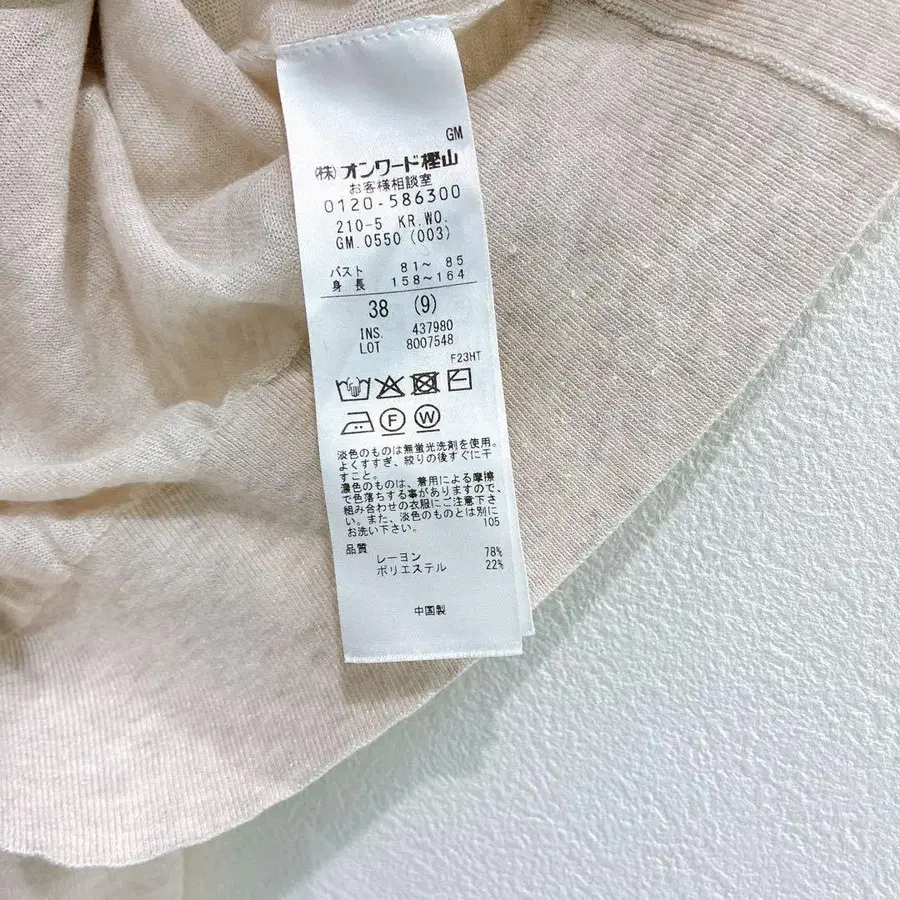 GM
(株)オンワード樫山
お客様相談室
0120-586300
210-5 KR.WO.
GM.0550 (003)
バスト 81～ 85
身長 158～164
38 (9)
INS. 437980
LOT 8007548
F23HT
F W
淡色のものは無蛍光洗剤を使用。
よくすすぎ、絞りの後すぐに干
すこと。
濃色のものは、着用による摩擦
で色落ちする事がありますので、
組み合わせの衣服にご注意下さ
い。また、淡色のものとは別に
お洗い下さい。 105
品質
レーヨン 78%
ポリエステル 22%
中国製